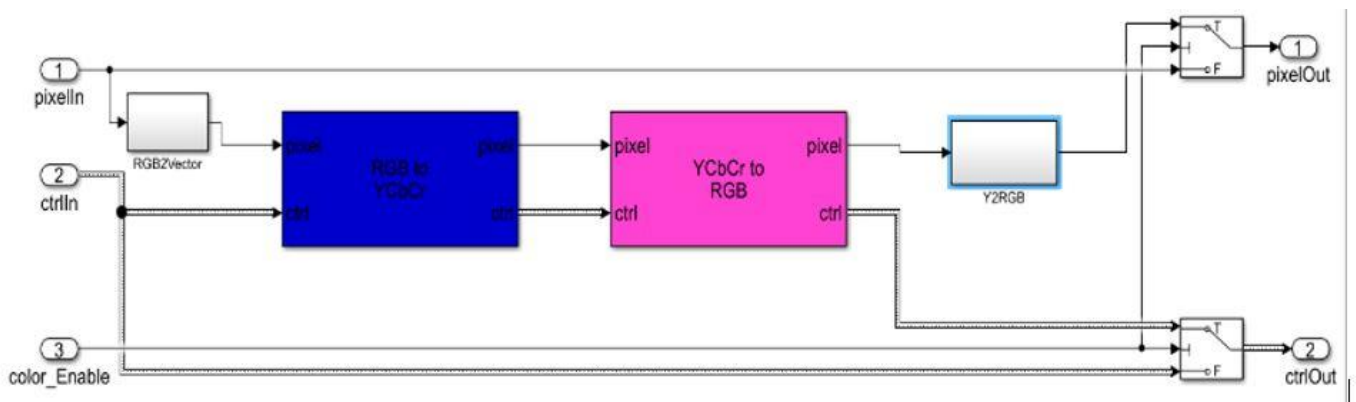 1
pixelIn
RGB2Vector
2
ctrlIn
pixel
ctrl
RGB to
YCbCr
pixel
ctrl
pixel
ctrl
YCbCr to
RGB
pixel
ctrl
Y2RGB
T
F
1
pixelOut
3
color_Enable
T
F
2
ctrlOut